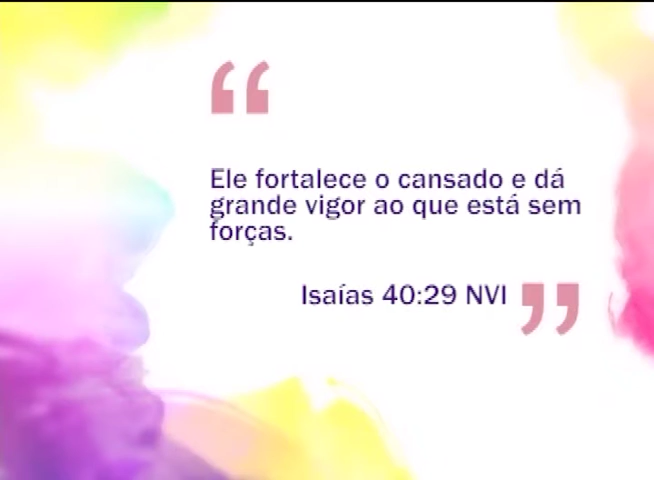 “
Ele fortalece o cansado e dá
grande vigor ao que está sem
forças.
Isaías 40:29 NVI ”